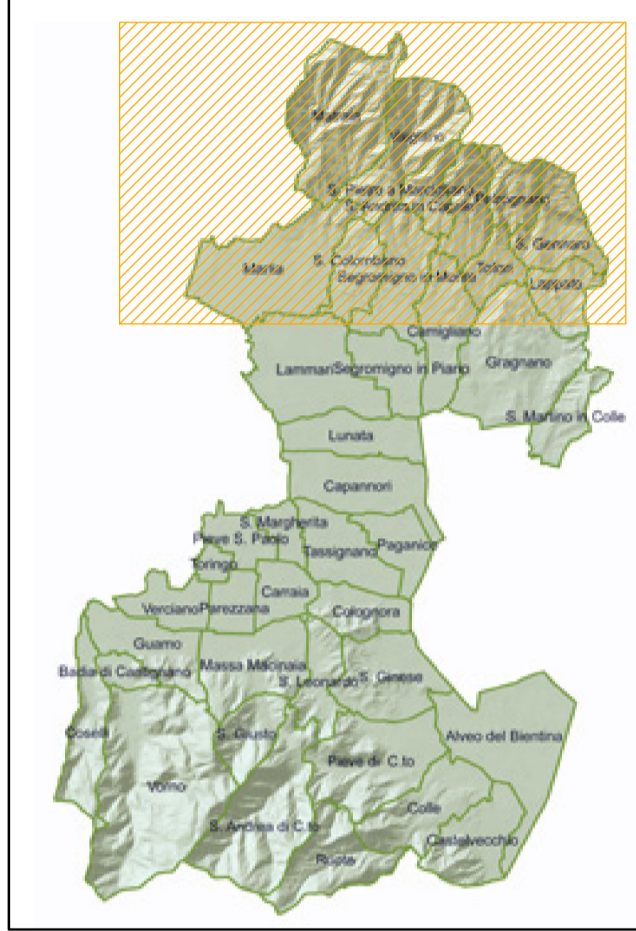 Matraia
Valgiano
S. Pietro a Marcigliano
S. Andrea in Caprile
Petrognano
S. Gennaro
Marlia
S. Colombano
Segromigno in Monte
Tofori
Lappato
Camigliano
Lammari
Segromigno in Piano
Gragnano
S. Martino in Colle
Lunata
Capannori
S. Margherita
Pieve S. Paolo
Tassignano
Paganico
Toringo
Carraia
Verciano
Parezzana
Colognora
Guamo
Badia di Cantignano
Massa Macinaia
S. Leonardo
S. Ginese
Coselli
S. Giusto
Alveo del Bientina
Vorno
Pieve di C.to
Colle
S. Andrea di C.to
Castelvecchio
Ruota